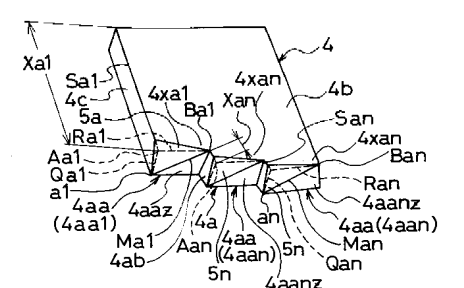 Xa1
4
Sa1
4xa1
4xan
4c
5a
Ba1
Xan
4b
San
Ra1
4xan
Aa1
Ban
Qa1
Ran
a1
4aanz
4aa
4aaz
4a
4aa
an
4aa(4aan)
(4aa1)
(4aan)
5n
Man
Ma1
Aan
Qan
4ab
5n
4aanz